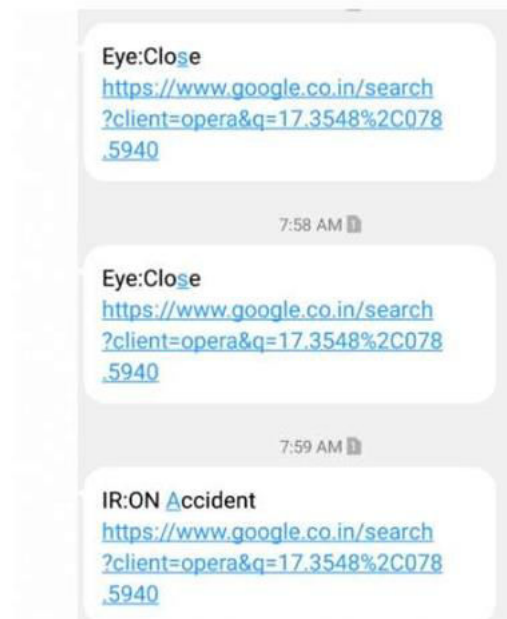 Eye:Close
https://www.google.co.in/search
?client=opera&q=17.3548%2C078
.5940
7:58 AM
Eye:Close
https://www.google.co.in/search
?client=opera&q=17.3548%2C078
.5940
7:59 AM
IR:ON Accident
https://www.google.co.in/search
?client=opera&q=17.3548%2C078
.5940